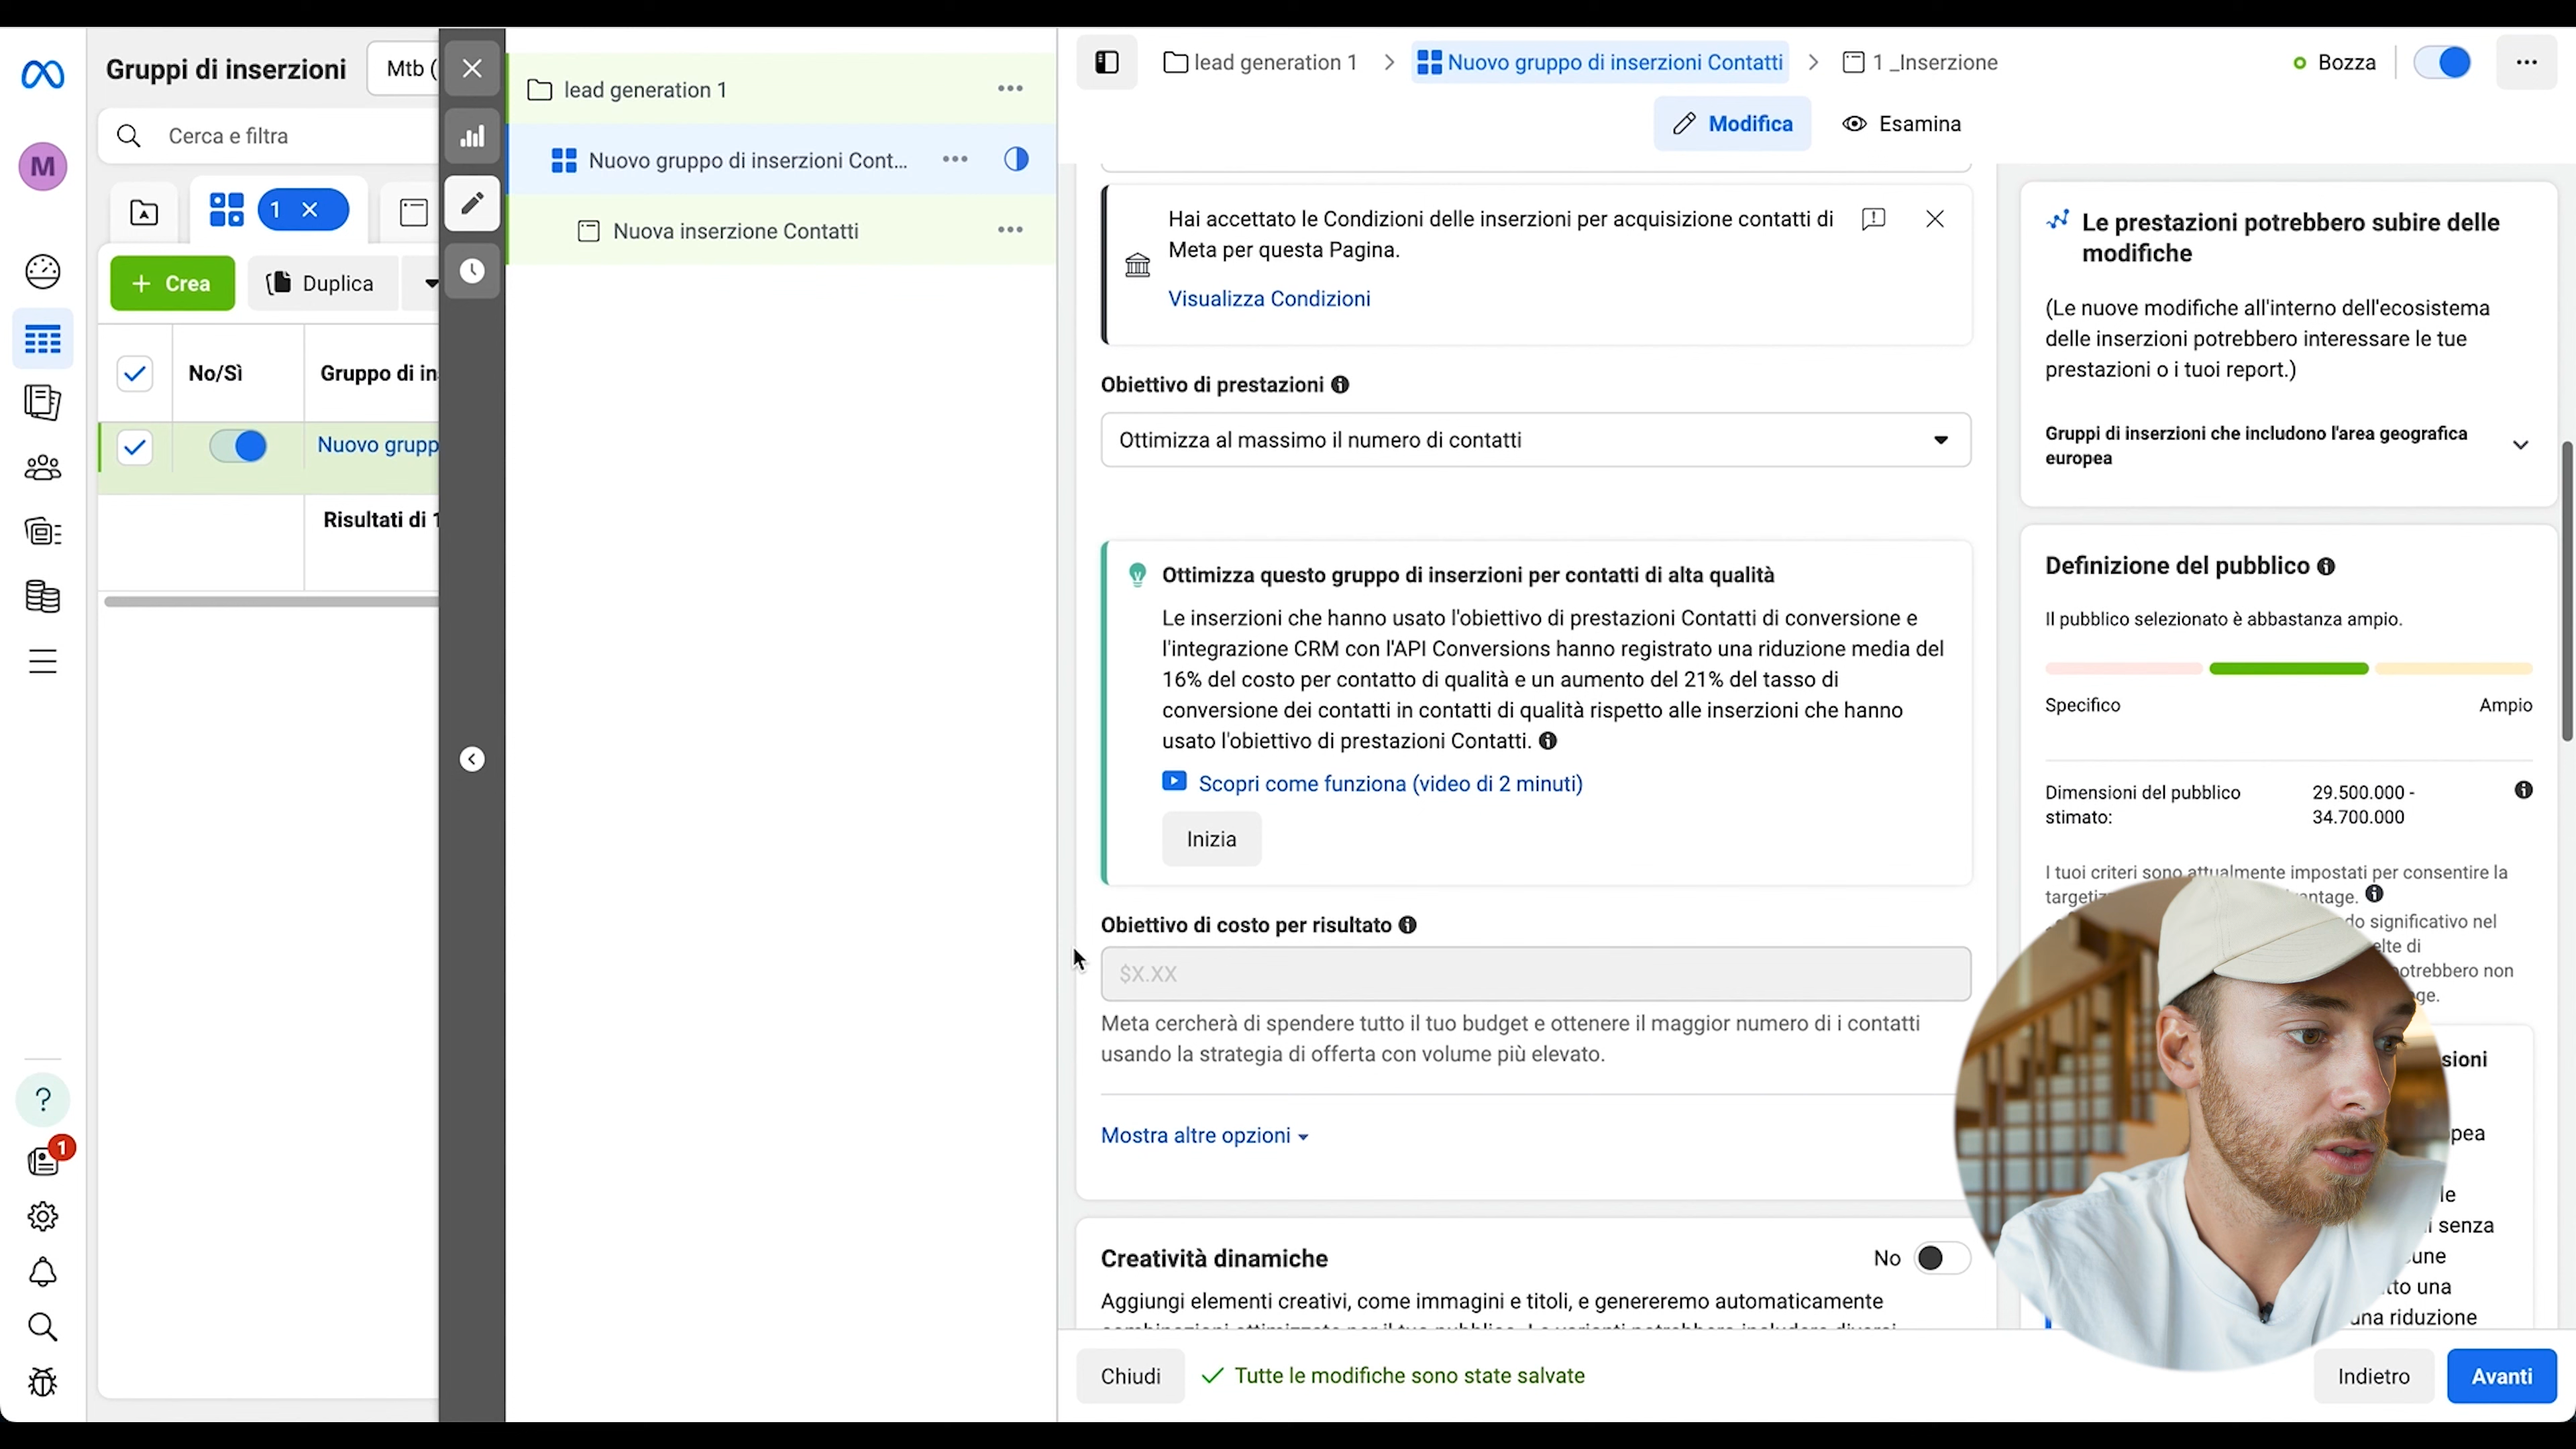 Gruppi di inserzioni
Mtb (
M
Cerca e filtra
1
Crea
Duplica
No/Sì
Gruppo di in
Nuovo grupp
Risultati di 1
?
1
lead generation 1
Nuovo gruppo di inserzioni Cont...
Nuova inserzione Contatti
lead generation 1
Nuovo gruppo di inserzioni Contatti
1 _Inserzione
Bozza
Modifica
Esamina
Hai accettato le Condizioni delle inserzioni per acquisizione contatti di
Meta per questa Pagina.
Visualizza Condizioni
Obiettivo di prestazioni
Ottimizza al massimo il numero di contatti
Ottimizza questo gruppo di inserzioni per contatti di alta qualità
Le inserzioni che hanno usato l'obiettivo di prestazioni Contatti di conversione e
l'integrazione CRM con l'API Conversions hanno registrato una riduzione media del
16% del costo per contatto di qualità e un aumento del 21% del tasso di
conversione dei contatti in contatti di qualità rispetto alle inserzioni che hanno
usato l'obiettivo di prestazioni Contatti.
Scopri come funziona (video di 2 minuti)
Inizia
Obiettivo di costo per risultato
$X.XX
Meta cercherà di spendere tutto il tuo budget e ottenere il maggior numero di i contatti
usando la strategia di offerta con volume più elevato.
Mostra altre opzioni
Creatività dinamiche
No
Aggiungi elementi creativi, come immagini e titoli, e genereremo automaticamente
Chiudi
Tutte le modifiche sono state salvate
Indietro
Avanti
Le prestazioni potrebbero subire delle
modifiche
(Le nuove modifiche all'interno dell'ecosistema
delle inserzioni potrebbero interessare le tue
prestazioni o i tuoi report.)
Gruppi di inserzioni che includono l'area geografica
europea
Definizione del pubblico
Il pubblico selezionato è abbastanza ampio.
Specifico
Ampio
Dimensioni del pubblico
stimato:
29.500.000 -
34.700.000
I tuoi criteri sono attualmente impostati per consentire la
do significativo nel
otrebbero non
senza
una riduzione